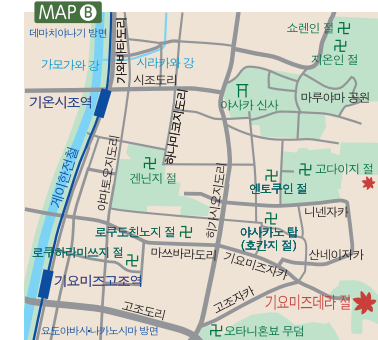 MAP B
데마치야나기 방면
쇼렌인 절
지온인 절
가모가와 강
가와바타도리
시라카와 강
시조도리
기온시조역
야사카 신사
마루야마 공원
하나미코지도리
게이한전철
야마토오지도리
겐닌지 절
고다이지 절
엔토쿠인 절
히가시오지도리
니넨자카
로쿠도친노지 절
야사카노 탑
(호칸지 절)
로쿠하라미쓰지 절
마쓰바라도리
산네이자카
기요미즈자카
기요미즈고조역
기요미즈데라 절
고조도리
고조자카
요도야바시•나카노시마 방면
오타니혼뵤 무덤